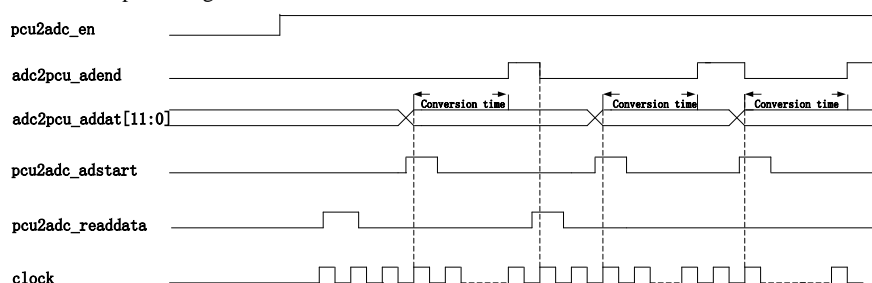 pcu2adc_en
adc2pcu_adend
Conversion time Conversion time Conversion time
adc2pcu_addat[11:0]
pcu2adc_adstart
pcu2adc_readdata
clock